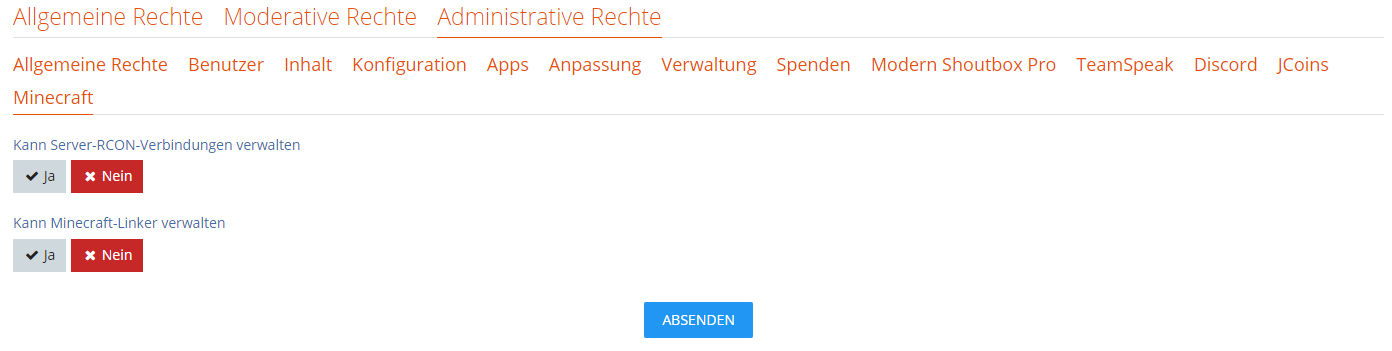 Allgemeine Rechte Moderative Rechte Administrative Rechte
Allgemeine Rechte Benutzer Inhalt Konfiguration Apps Anpassung Verwaltung Spenden Modern Shoutbox Pro TeamSpeak Discord JCoins
Minecraft
Kann Server-RCON-Verbindungen verwalten
Ja Nein
Kann Minecraft-Linker verwalten
Ja Nein
ABSENDEN